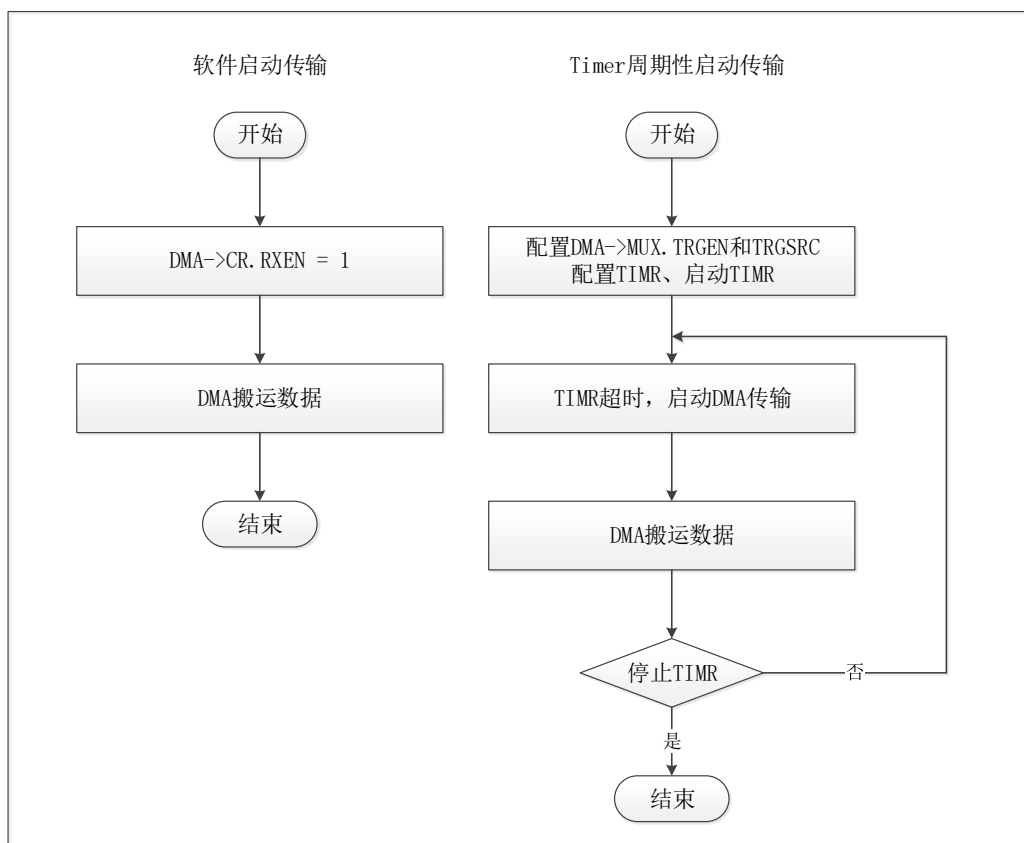 软件启动传输
开始
DMA->CR.RXEN = 1
DMA搬运数据
结束
Timer周期性启动传输
开始
配置DMA->MUX.TRGEN和TRGSRC
配置TIMR、启动TIMR
TIMR超时，启动DMA传输
DMA搬运数据
停止TIMR
否
是
结束